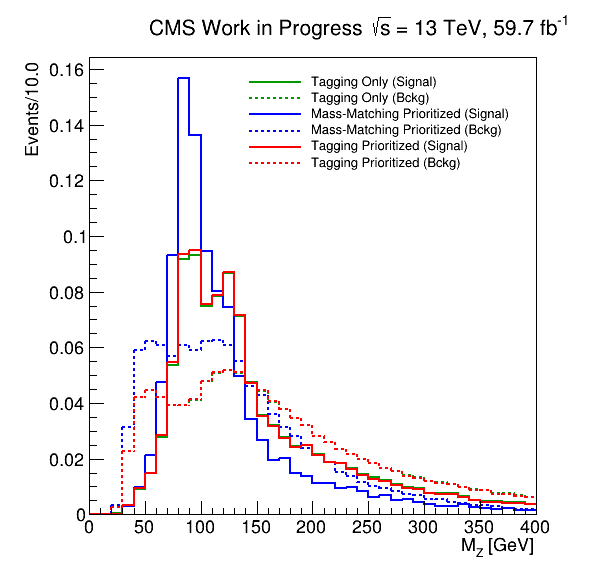 CMS Work in Progress √s = 13 TeV, 59.7 fb⁻¹
Events/10.0
0.16
0.14
0.12
0.1
0.08
0.06
0.04
0.02
0
Tagging Only (Signal)
Tagging Only (Bckg)
Mass-Matching Prioritized (Signal)
Mass-Matching Prioritized (Bckg)
Tagging Prioritized (Signal)
Tagging Prioritized (Bckg)
0 50 100 150 200 250 300 350 400
M_Z [GeV]